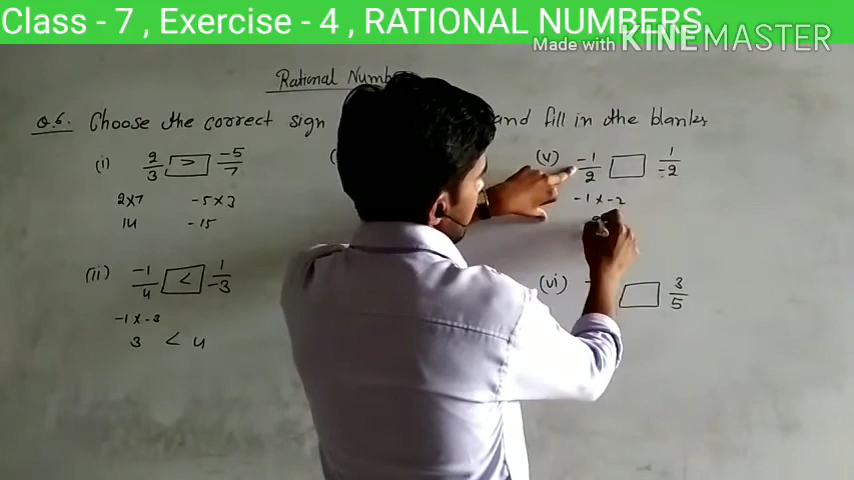 Class - 7 , Exercise - 4 , RATIONAL NUMBERS.
Made with KINEMASTER
Rational
Q.6. Choose the correct sign and fill in the blanks
(i) 2/3 > -5/7
2×7 -5×3
14 -15
(ii) -1/4 < 1/-3
-1×-3
3 < 4
(v) -1/2 □ 1/-2
-1×-2
(vi) □ 3/5